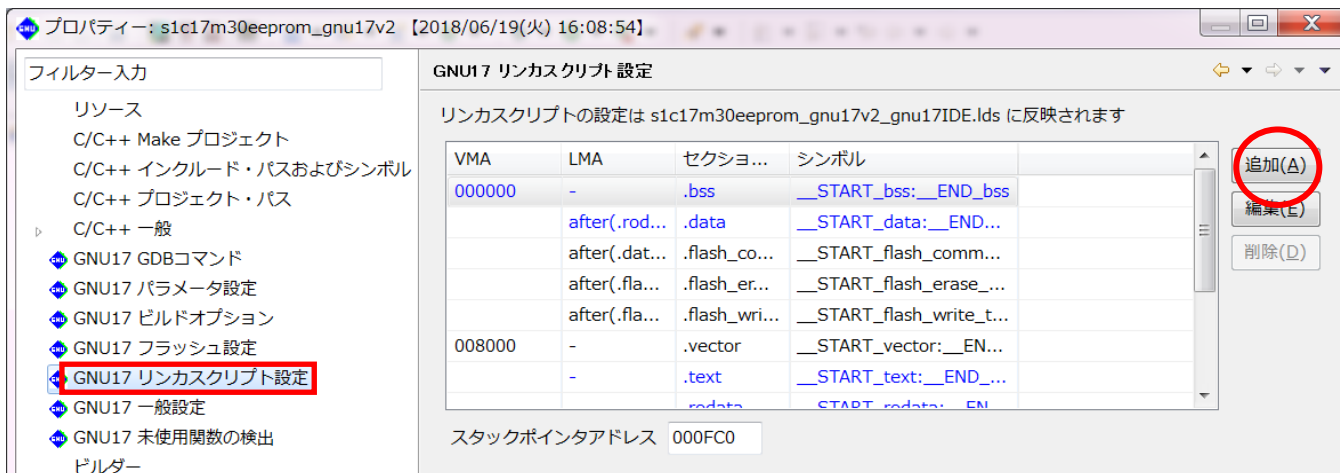 プロパティー: s1c17m30eeprom_gnu17v2 【2018/06/19(火) 16:08:54】
フィルター入力
リソース
C/C++ Make プロジェクト
C/C++ インクルード・パスおよびシンボル
C/C++ プロジェクト・パス
C/C++ 一般
GNU17 GDBコマンド
GNU17 パラメータ設定
GNU17 ビルドオプション
GNU17 フラッシュ設定
GNU17 リンカスクリプト設定
GNU17 一般設定
GNU17 未使用関数の検出
ビルダー
GNU17 リンカスクリプト設定
リンカスクリプトの設定は s1c17m30eeprom_gnu17v2_gnu17IDE.lds に反映されます
VMA LMA セクショ... シンボル
000000 - .bss __START_bss:__END_bss
after(.rod... .data __START_data:__END...
after(.dat... .flash_co... __START_flash_comm...
after(.fla... .flash_er... __START_flash_erase_...
after(.fla... .flash_wri... __START_flash_write_t...
008000 - .vector __START_vector:__EN...
- .text __START_text:__END_...
.rodata __START_rodata:__EN
スタックポインタアドレス 000FC0
追加(A)
編集(E)
削除(D)